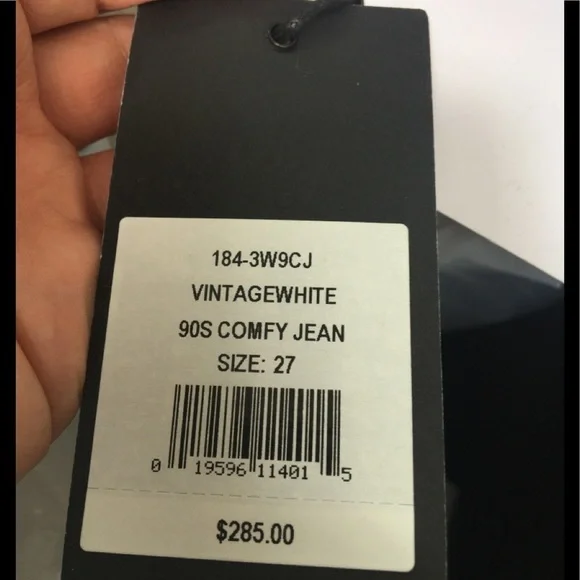 184-3W9CJ
VINTAGEWHITE
90S COMFY JEAN
SIZE: 27
0 19596 11401 5
$285.00